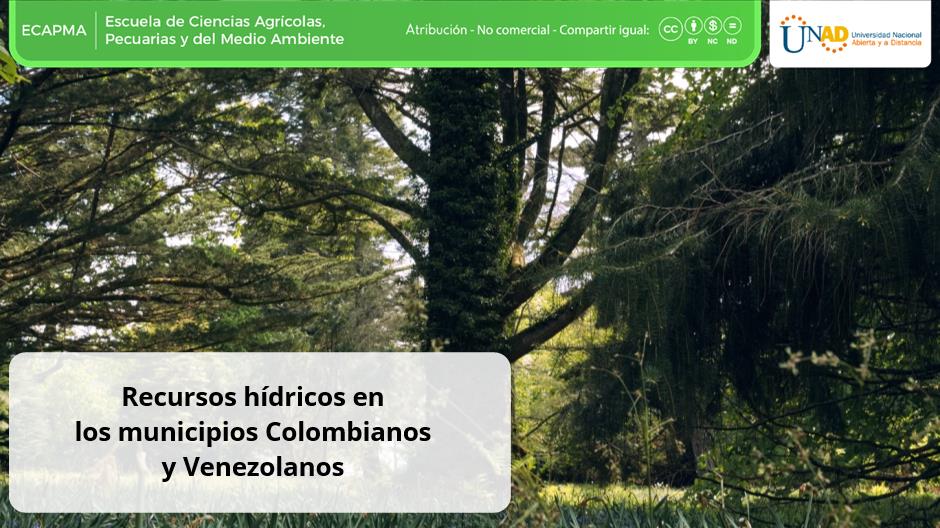 ECAPMA
Escuela de Ciencias Agrícolas,
Pecuarias y del Medio Ambiente
Atribución - No comercial - Compartir igual:
CC
BY NC ND
UNAD
Universidad Nacional
Abierta y a Distancia
Recursos hídricos en
los municipios Colombianos
y Venezolanos